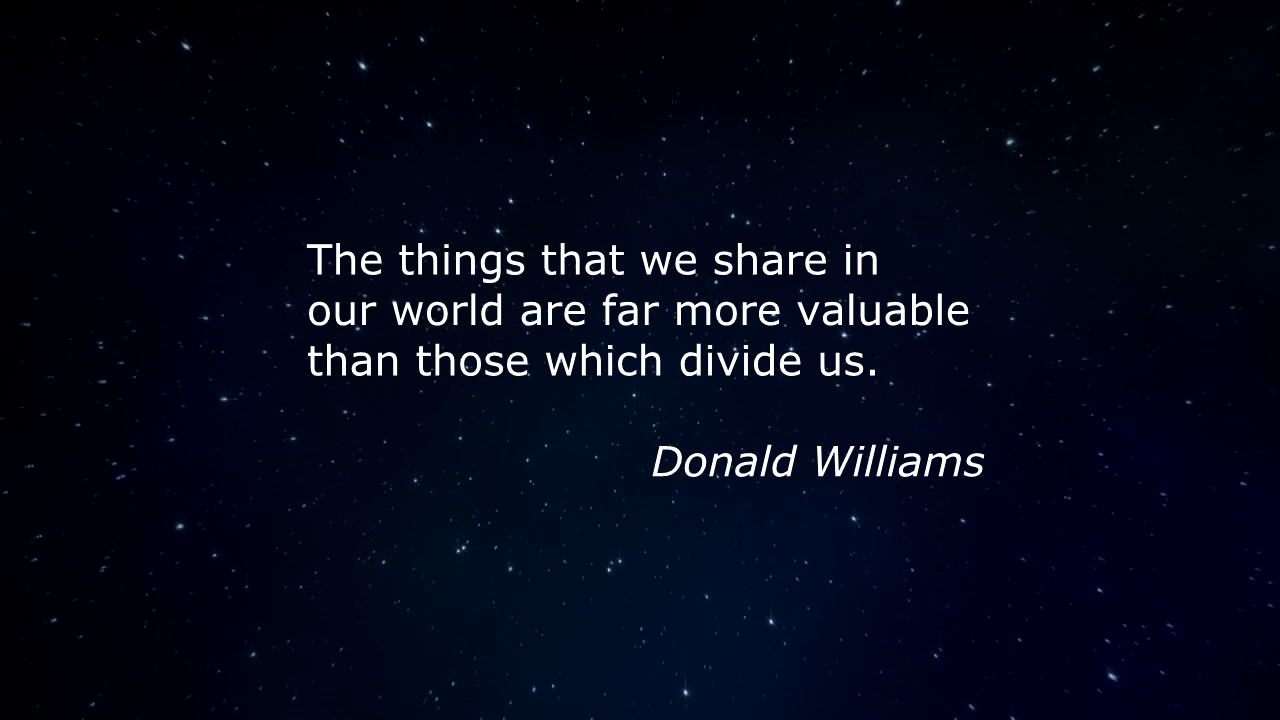 The things that we share in
our world are far more valuable
than those which divide us.
Donald Williams